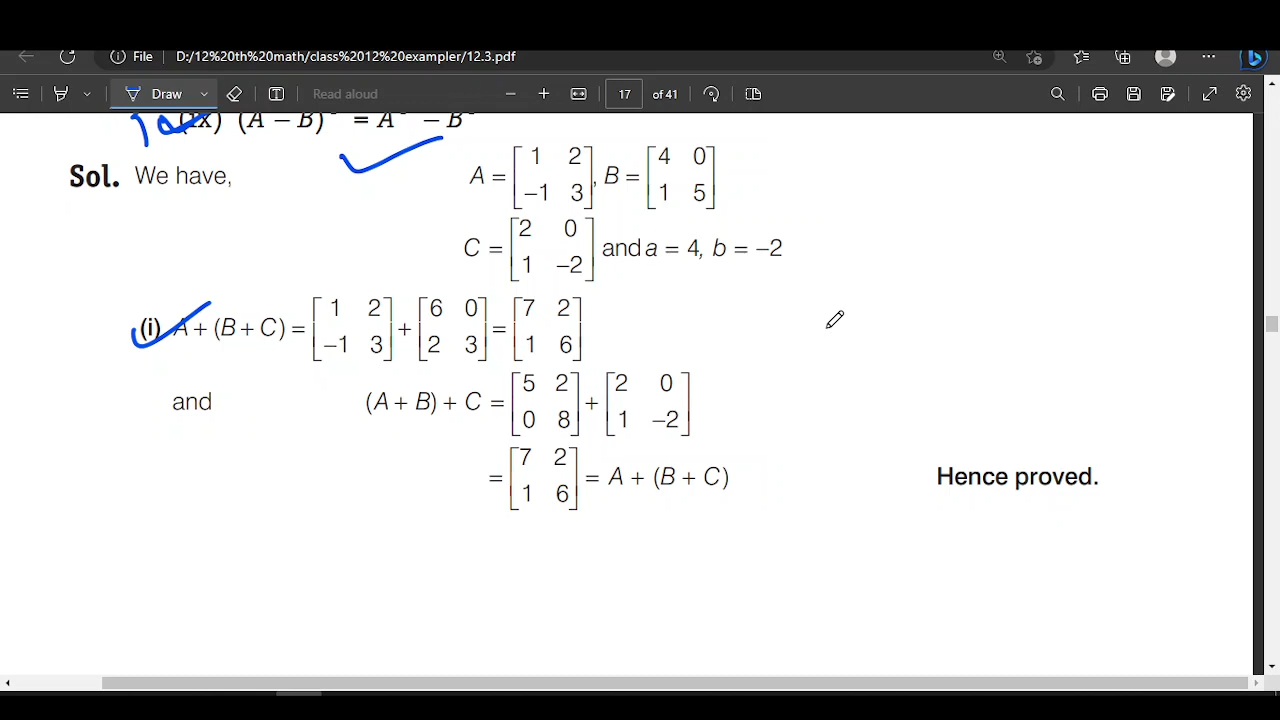 File D:/12%20th%20math/class%2012%20exampler/12.3.pdf
Draw Read aloud 17 of 41
(ix) (A − B) = A − B
Sol. We have, A = [1 2; −1 3], B = [4 0; 1 5]
C = [2 0; 1 −2] and a = 4, b = −2
(i) A + (B + C) = [1 2; −1 3] + [6 0; 2 3] = [7 2; 1 6]
and (A + B) + C = [5 2; 0 8] + [2 0; 1 −2]
= [7 2; 1 6] = A + (B + C) Hence proved.